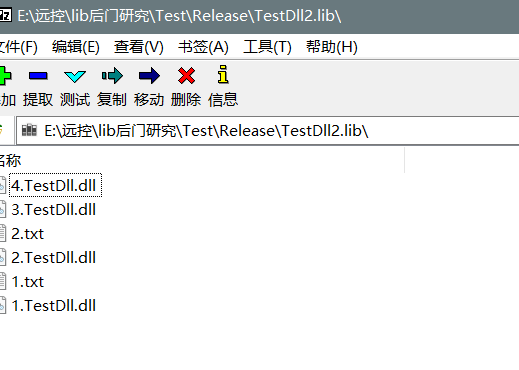 7z E:\远控\lib后门研究\Test\Release\TestDll2.lib\
文件(F) 编辑(E) 查看(V) 书签(A) 工具(T) 帮助(H)
加 提取 测试 复制 移动 删除 信息
E:\远控\lib后门研究\Test\Release\TestDll2.lib\
名称
4.TestDll.dll
3.TestDll.dll
2.txt
2.TestDll.dll
1.txt
1.TestDll.dll